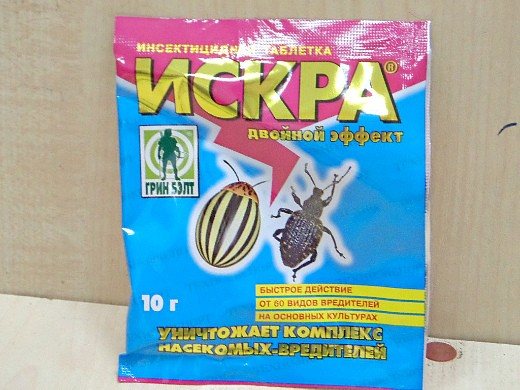 ИНСЕКТИЦИДНАЯ ТАБЛЕТКА
ИСКРА®
ДВОЙНОЙ ЭФФЕКТ
ГРИН БЭЛТ
БЫСТРОЕ ДЕЙСТВИЕ
ОТ 60 ВИДОВ ВРЕДИТЕЛЕЙ
НА ОСНОВНЫХ КУЛЬТУРАХ
10 г
УНИЧТОЖАЕТ КОМПЛЕКС
НАСЕКОМЫХ-ВРЕДИТЕЛЕЙ